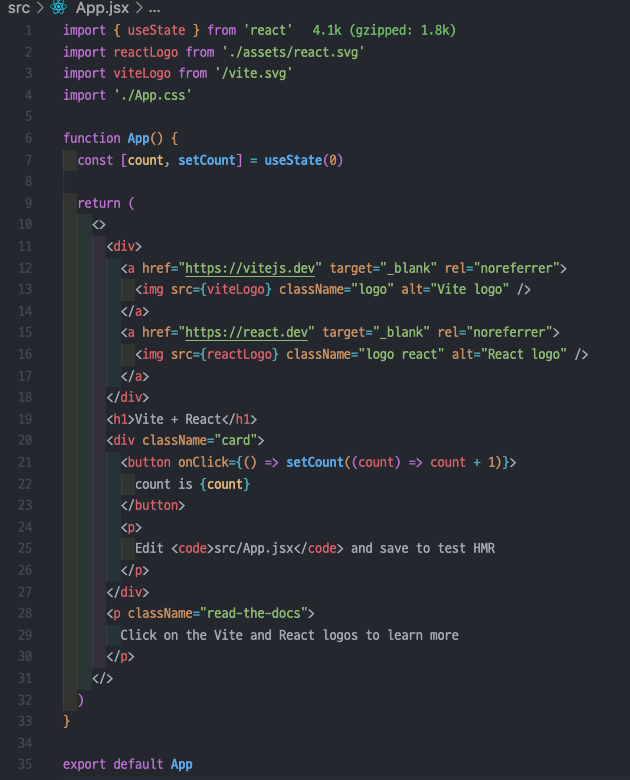 src > App.jsx > ...
1 import { useState } from 'react' 4.1k (gzipped: 1.8k)
2 import reactLogo from './assets/react.svg'
3 import viteLogo from '/vite.svg'
4 import './App.css'
5
6 function App() {
7   const [count, setCount] = useState(0)
8
9   return (
10     <>
11       <div>
12         <a href="https://vitejs.dev" target="_blank" rel="noreferrer">
13           <img src={viteLogo} className="logo" alt="Vite logo" />
14         </a>
15         <a href="https://react.dev" target="_blank" rel="noreferrer">
16           <img src={reactLogo} className="logo react" alt="React logo" />
17         </a>
18       </div>
19       <h1>Vite + React</h1>
20       <div className="card">
21         <button onClick={() => setCount((count) => count + 1)}>
22           count is {count}
23         </button>
24         <p>
25           Edit <code>src/App.jsx</code> and save to test HMR
26         </p>
27       </div>
28       <p className="read-the-docs">
29         Click on the Vite and React logos to learn more
30       </p>
31     </>
32   )
33 }
34
35 export default App